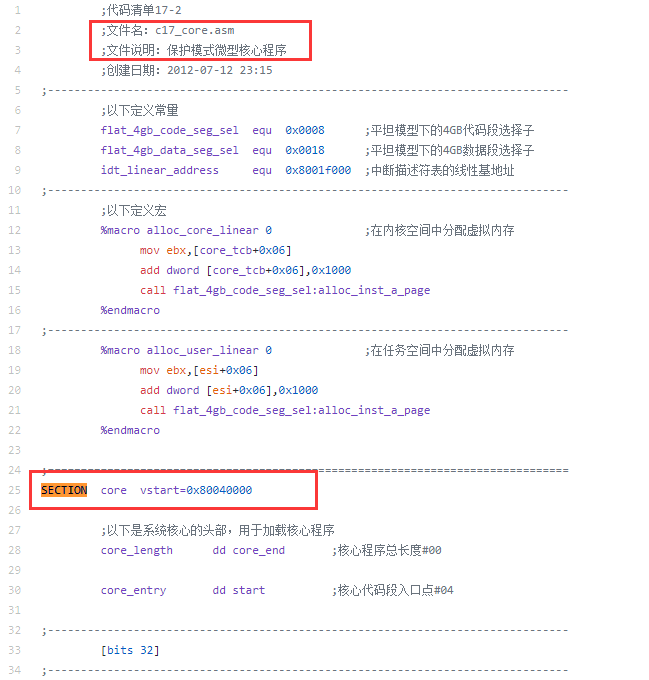 1 ;代码清单17-2
2 ;文件名：c17_core.asm
3 ;文件说明：保护模式微型核心程序
4 ;创建日期：2012-07-12 23:15
5 ;-------------------------------------------------------------------------------
6 ;以下定义常量
7 flat_4gb_code_seg_sel equ 0x0008 ;平坦模型下的4GB代码段选择子
8 flat_4gb_data_seg_sel equ 0x0018 ;平坦模型下的4GB数据段选择子
9 idt_linear_address equ 0x8001f000 ;中断描述符表的线性基地址
10 ;-------------------------------------------------------------------------------
11 ;以下定义宏
12 %macro alloc_core_linear 0 ;在内核空间中分配虚拟内存
13 mov ebx,[core_tcb+0x06]
14 add dword [core_tcb+0x06],0x1000
15 call flat_4gb_code_seg_sel:alloc_inst_a_page
16 %endmacro
17 ;-------------------------------------------------------------------------------
18 %macro alloc_user_linear 0 ;在任务空间中分配虚拟内存
19 mov ebx,[esi+0x06]
20 add dword [esi+0x06],0x1000
21 call flat_4gb_code_seg_sel:alloc_inst_a_page
22 %endmacro
23
24 ;===============================================================================
25 SECTION core vstart=0x80040000
26
27 ;以下是系统核心的头部，用于加载核心程序
28 core_length dd core_end ;核心程序总长度#00
29
30 core_entry dd start ;核心代码段入口点#04
31
32 ;-------------------------------------------------------------------------------
33 [bits 32]
34 ;-------------------------------------------------------------------------------